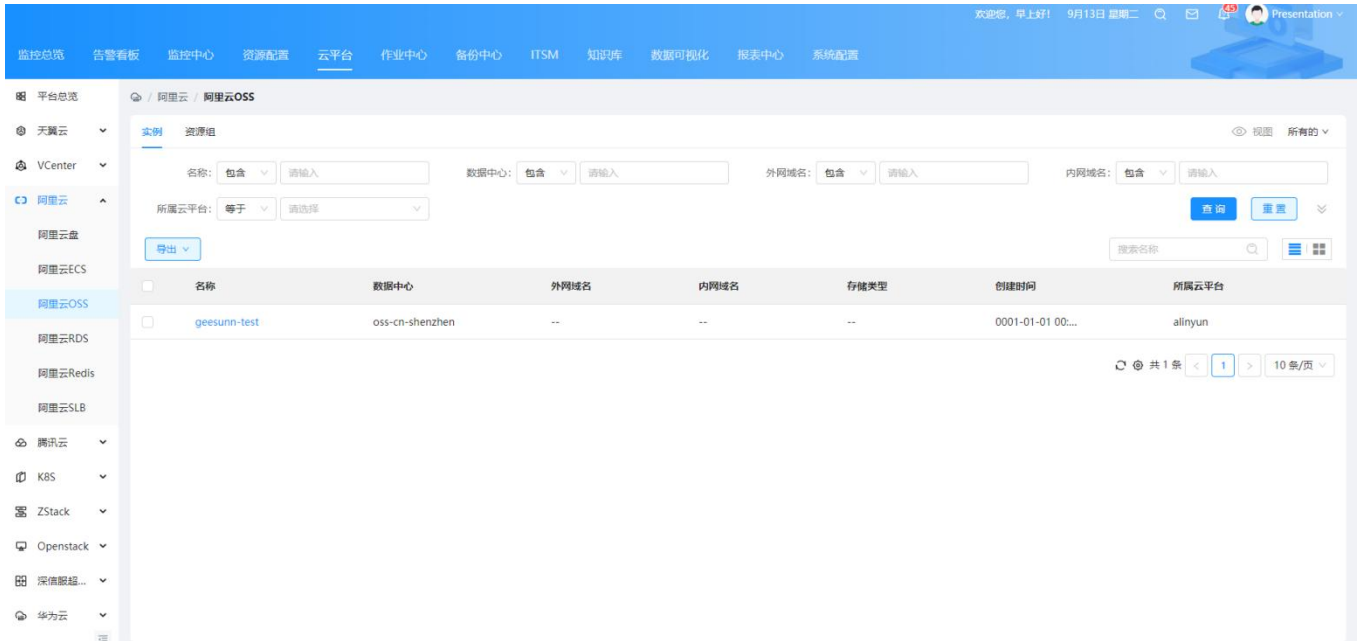 欢迎您，早上好! 9月13日 星期二 45 Presentation
监控总览 告警看板 监控中心 资源配置 云平台 作业中心 备份中心 ITSM 知识库 数据可视化 报表中心 系统配置
平台总览
天翼云
VCenter
阿里云
阿里云盘
阿里云ECS
阿里云OSS
阿里云RDS
阿里云Redis
阿里云SLB
腾讯云
K8S
ZStack
Openstack
深信服超...
华为云
/ 阿里云 / 阿里云OSS
实例 资源组 视图 所有的
名称: 包含 请输入 数据中心: 包含 请输入 外网域名: 包含 请输入 内网域名: 包含 请输入
所属云平台: 等于 请选择 查询 重置
导出 搜索名称
名称 数据中心 外网域名 内网域名 存储类型 创建时间 所属云平台
geesunn-test oss-cn-shenzhen -- -- -- 0001-01-01 00:... alinyun
共 1 条 < 1 > 10 条/页